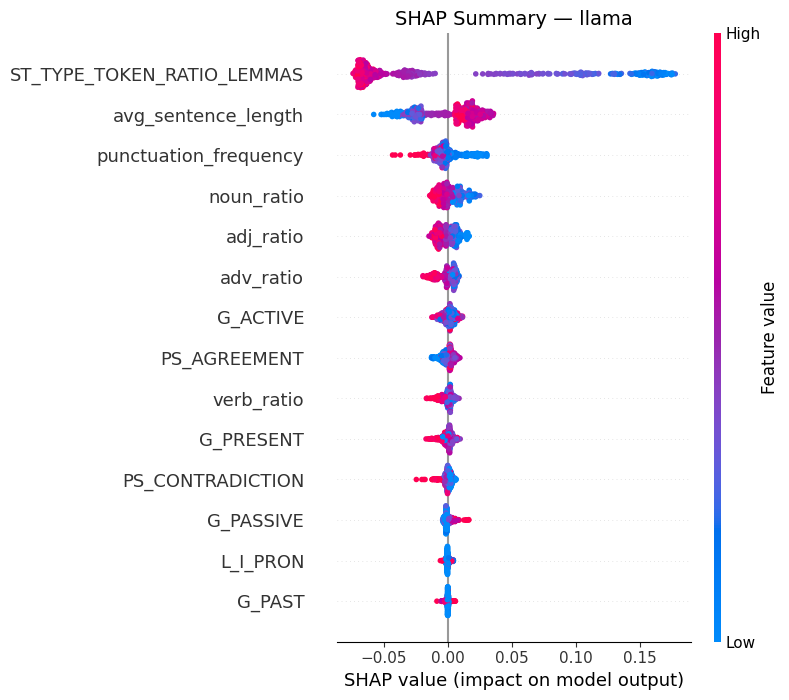 SHAP Summary — llama
High
ST_TYPE_TOKEN_RATIO_LEMMAS
avg_sentence_length
punctuation_frequency
noun_ratio
adj_ratio
adv_ratio
G_ACTIVE
PS_AGREEMENT
verb_ratio
G_PRESENT
PS_CONTRADICTION
G_PASSIVE
L_I_PRON
G_PAST
Feature value
Low
−0.05 0.00 0.05 0.10 0.15
SHAP value (impact on model output)